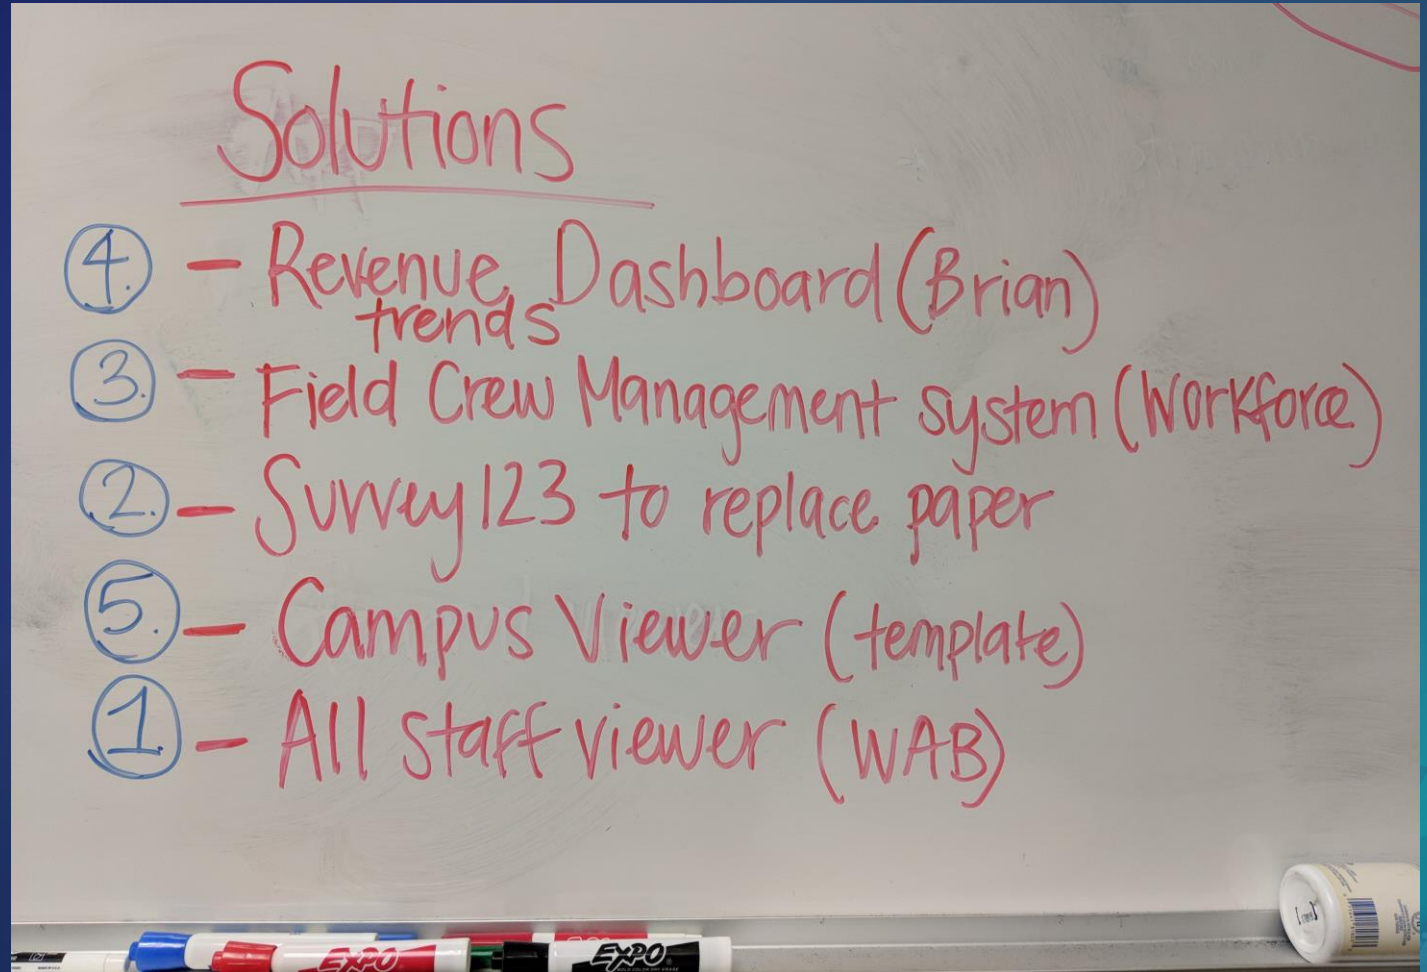 Solutions
4. - Revenue Dashboard (Brian)
trends
3. - Field Crew Management system (Workforce)
2. - Survey123 to replace paper
5. - Campus Viewer (template)
1. - All staff viewer (WAB)
EXPO
EXPO